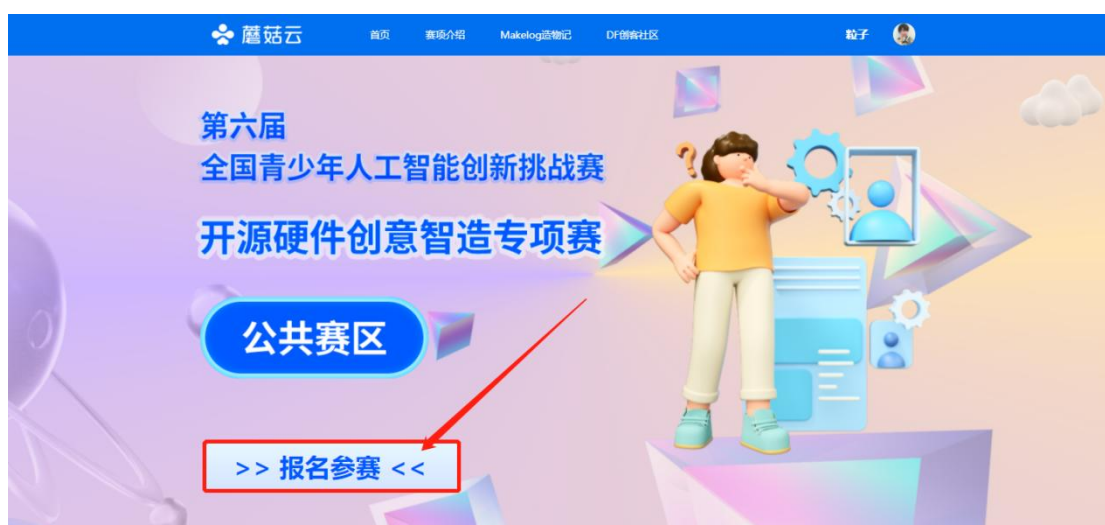 蘑菇云 首页 赛项介绍 Makelog造物记 DF创客社区 粒子
第六届
全国青少年人工智能创新挑战赛
开源硬件创意智造专项赛
公共赛区
>> 报名参赛 <<
?